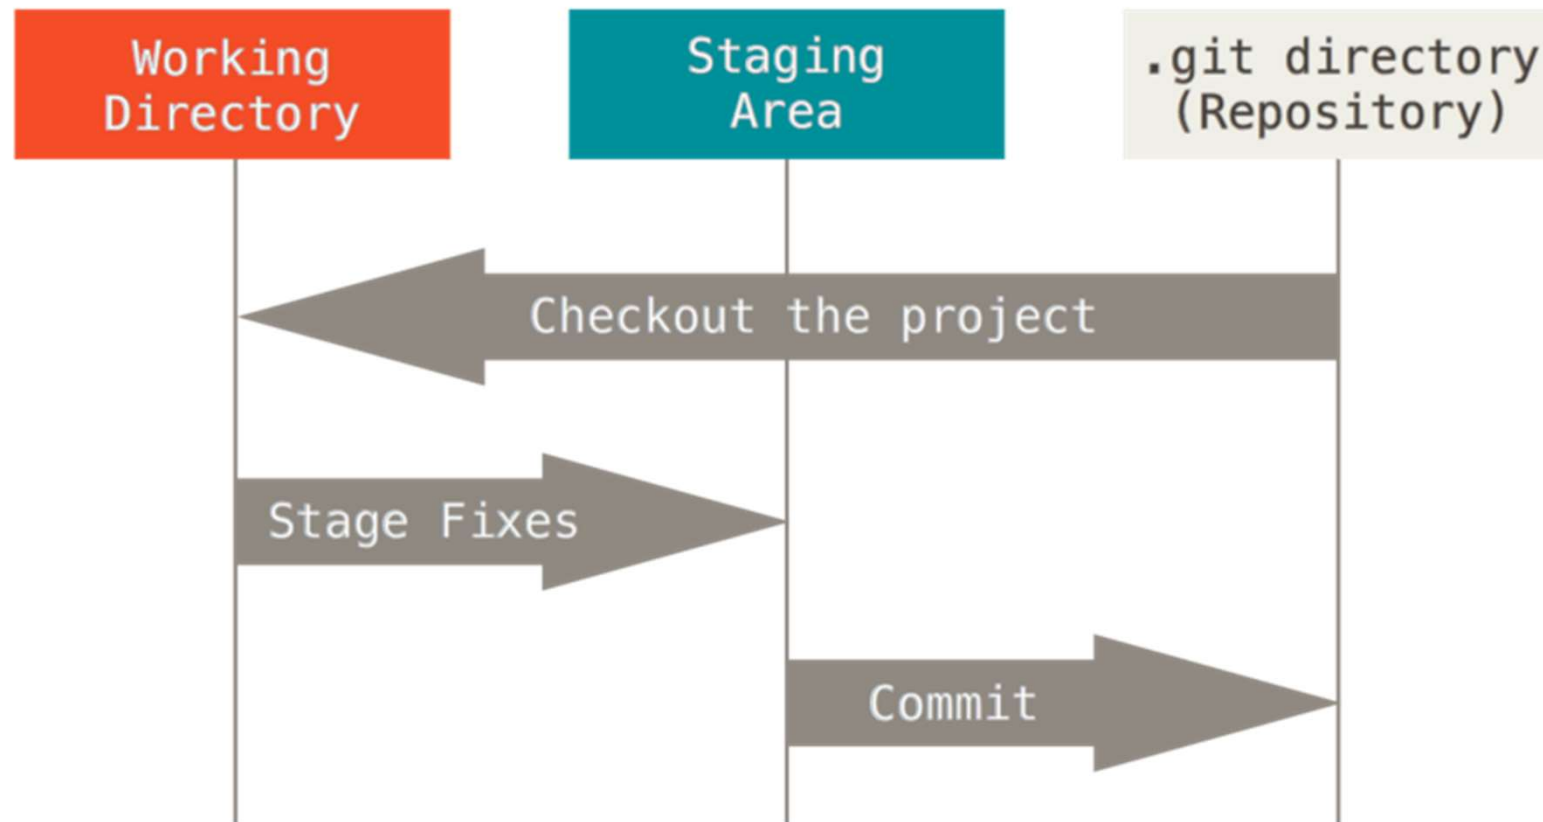 Working
Directory
Staging
Area
.git directory
(Repository)
Checkout the project
Stage Fixes
Commit